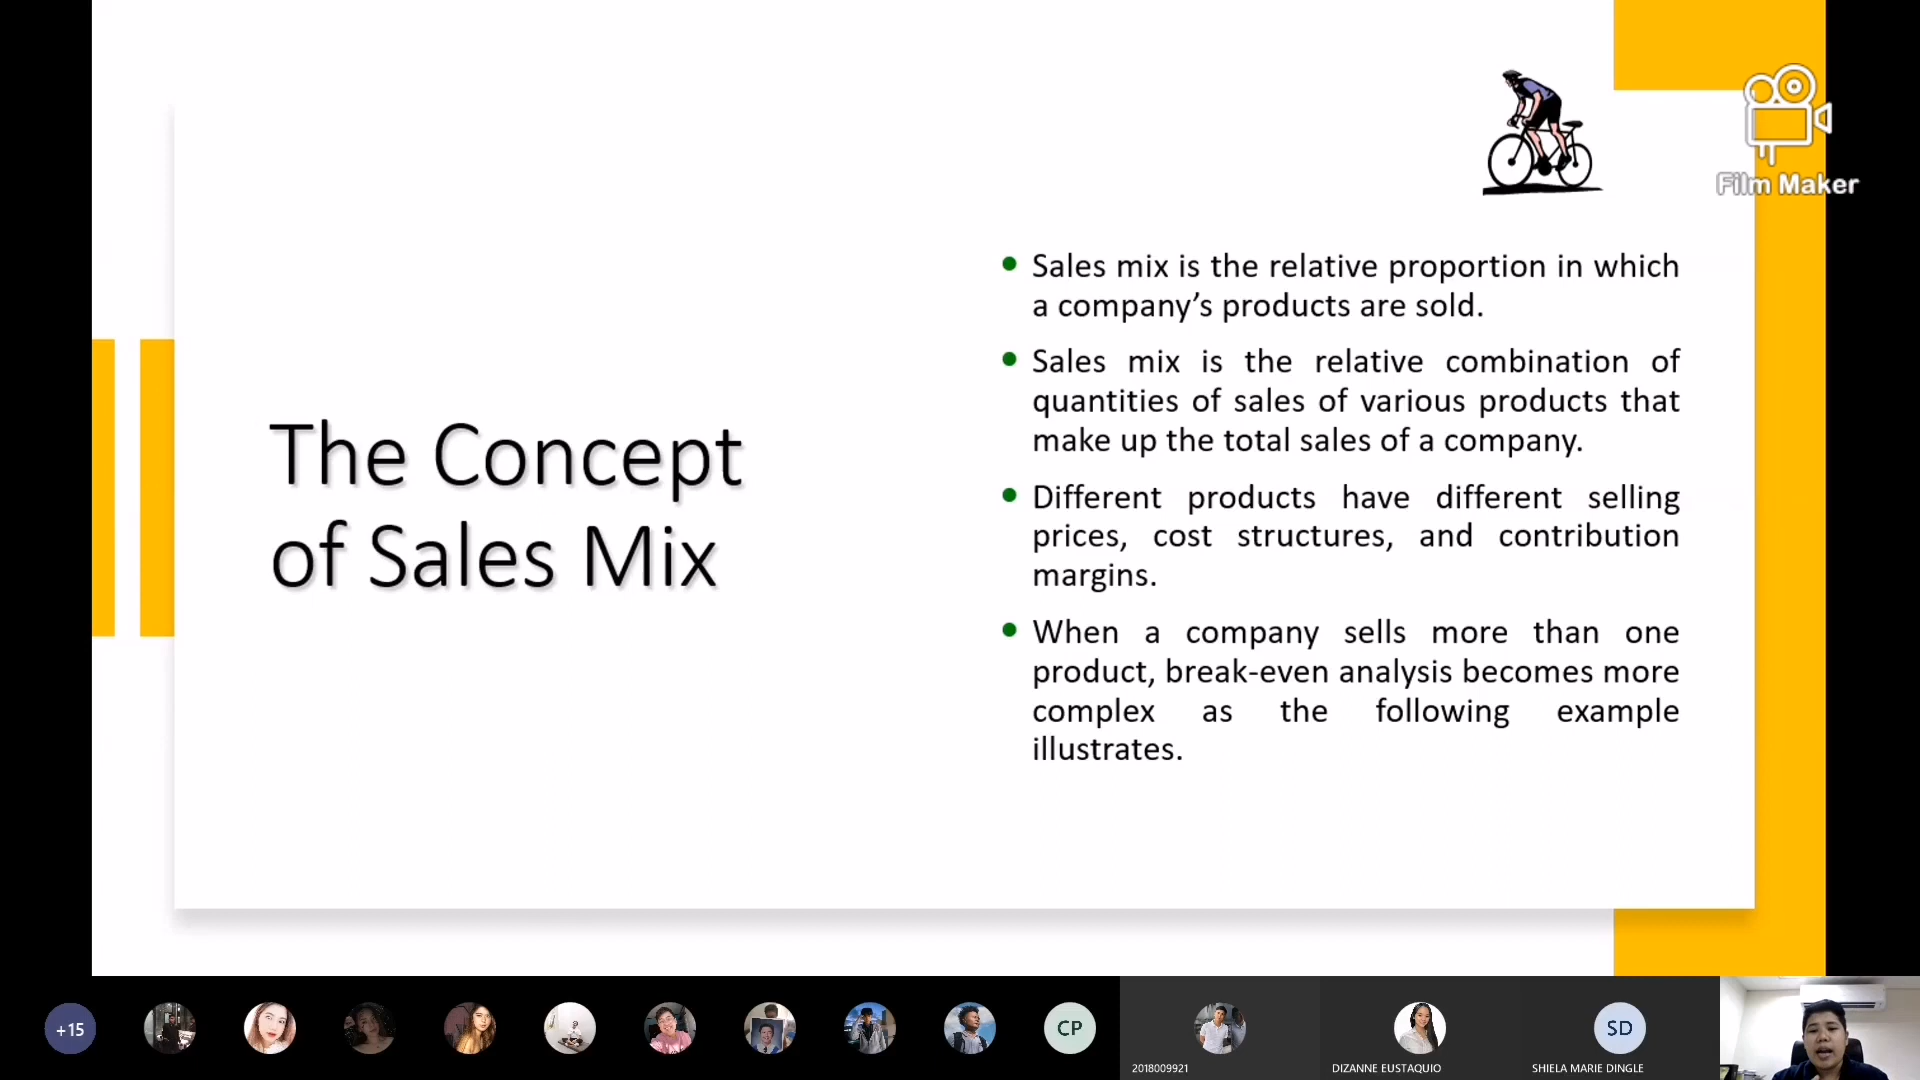 Film Maker
The Concept
of Sales Mix
Sales mix is the relative proportion in which
a company's products are sold.
Sales mix is the relative combination of
quantities of sales of various products that
make up the total sales of a company.
Different products have different selling
prices, cost structures, and contribution
margins.
When a company sells more than one
product, break-even analysis becomes more
complex as the following example
illustrates.
+15
CP
SD
2018009921
DIZANNE EUSTAQUIO
SHIELA MARIE DINGLE